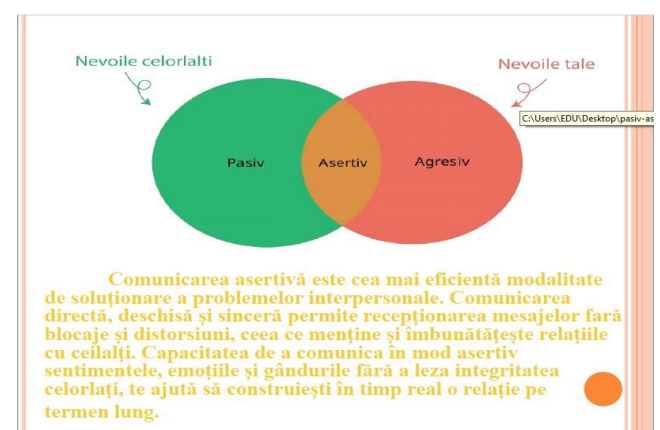 Nevoile celorlalti
Nevoile tale
C:\Users\EDU\Desktop\pasiv-as
Pasiv
Asertiv
Agresiv
Comunicarea asertivă este cea mai eficientă modalitate
de soluționare a problemelor interpersonale. Comunicarea
directă, deschisă și sinceră permite recepționarea mesajelor fară
blocaje și distorsiuni, ceea ce menține și îmbunătățește relațiile
cu ceilalți. Capacitatea de a comunica în mod asertiv
sentimentele, emoțiile și gândurile fără a leza integritatea
celorlați, te ajută să construiești în timp real o relație pe
termen lung.